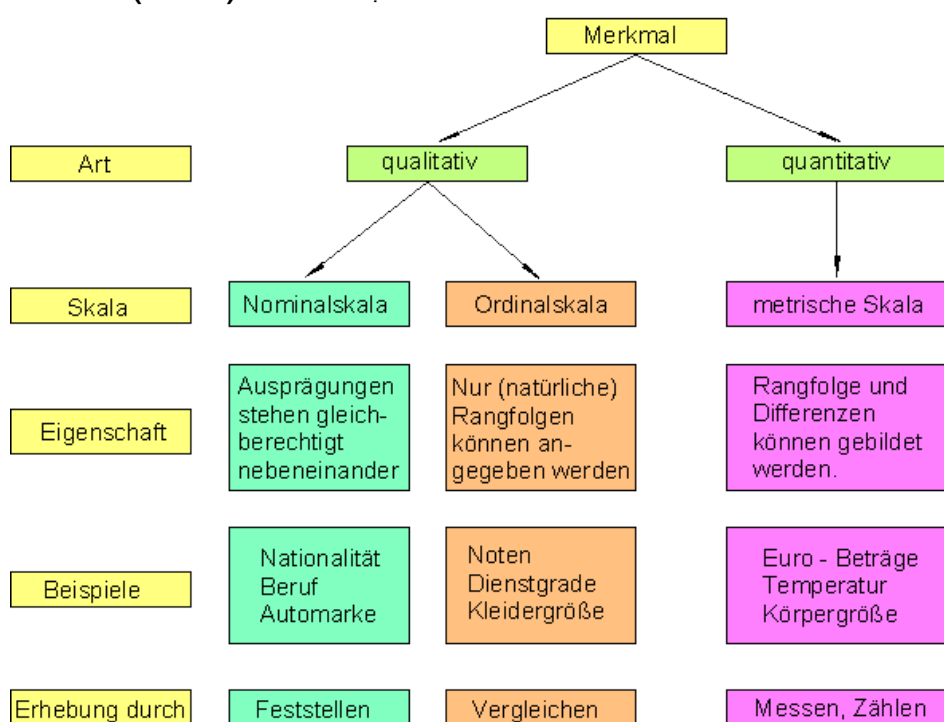 Merkmal
Art
qualitativ
quantitativ
Skala
Nominalskala
Ordinalskala
metrische Skala
Eigenschaft
Ausprägungen
stehen gleich-
berechtigt
nebeneinander
Nur (natürliche)
Rangfolgen
können an-
gegeben werden
Rangfolge und
Differenzen
können gebildet
werden.
Beispiele
Nationalität
Beruf
Automarke
Noten
Dienstgrade
Kleidergröße
Euro - Beträge
Temperatur
Körpergröße
Erhebung durch
Feststellen
Vergleichen
Messen, Zählen